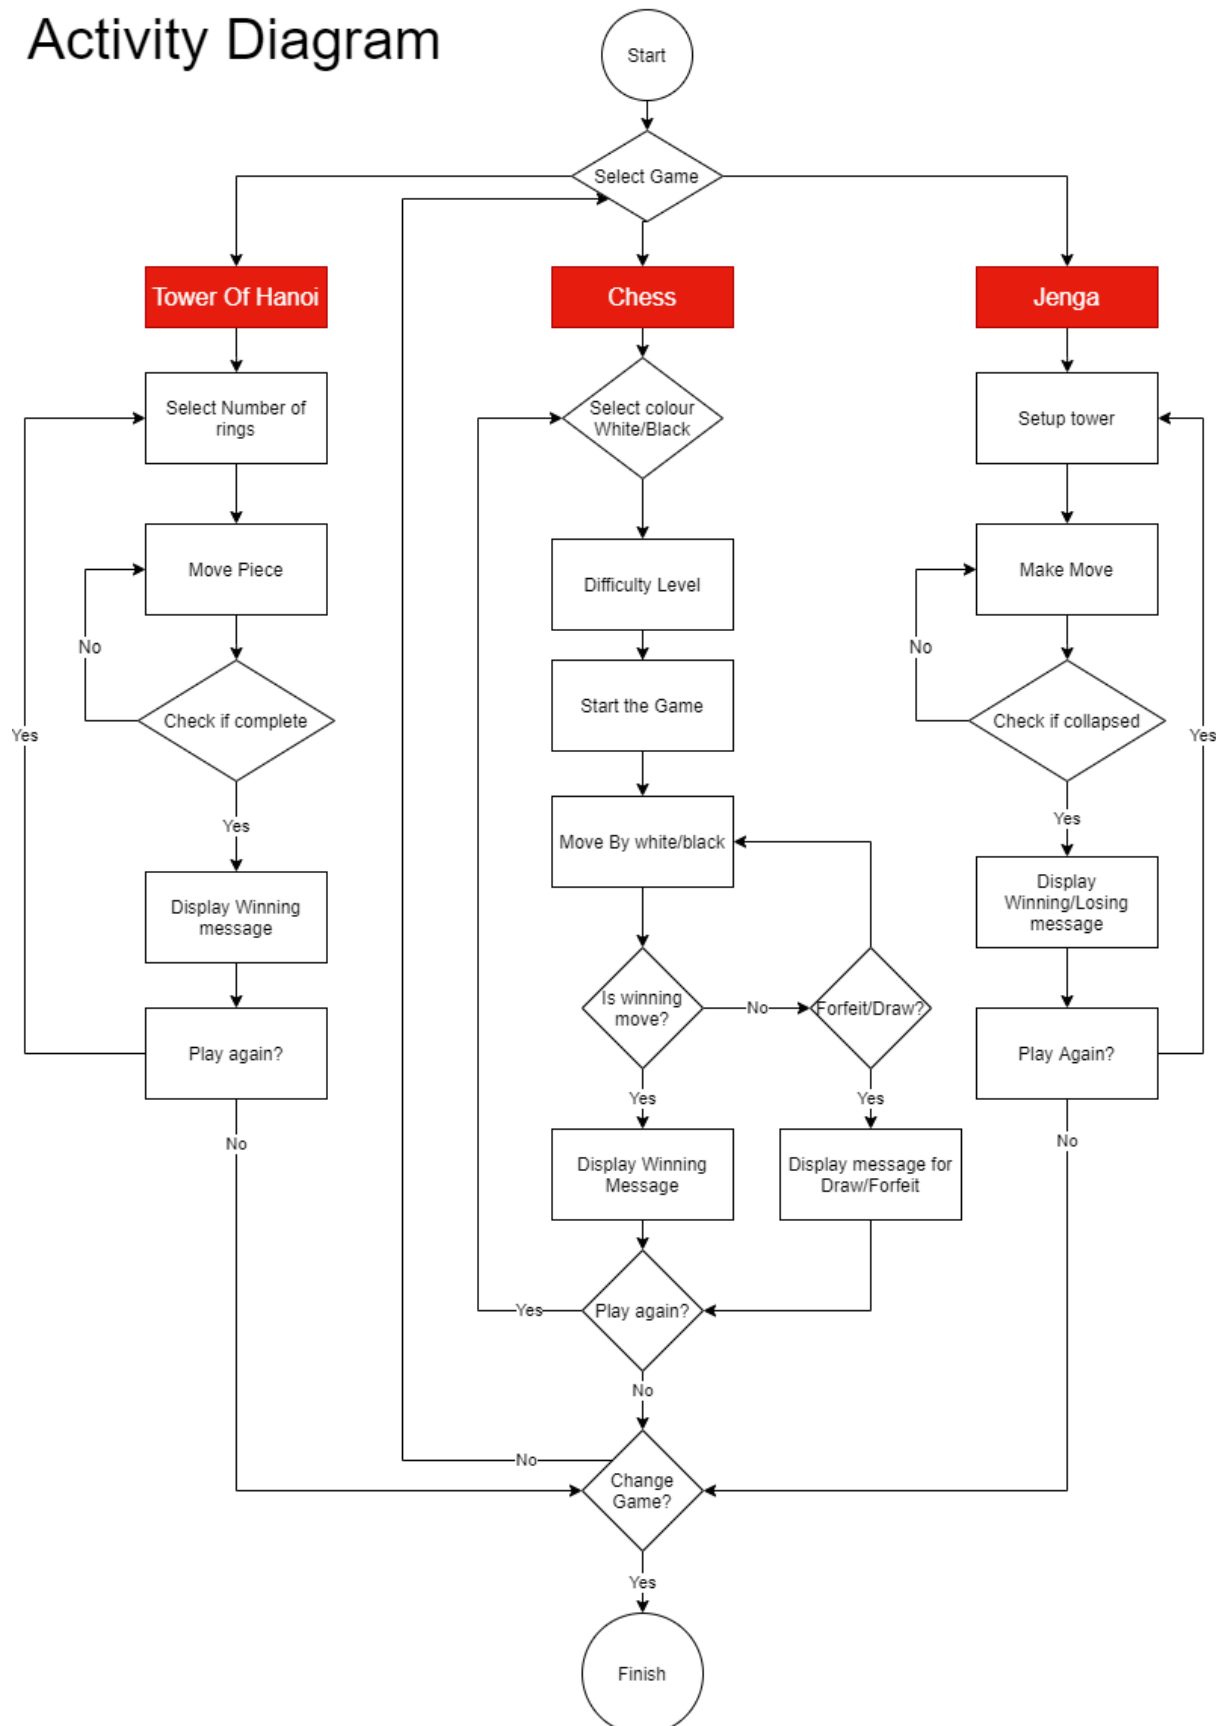 Activity Diagram
Start
Select Game
Tower Of Hanoi
Chess
Jenga
Select Number of
rings
Select colour
White/Black
Setup tower
Move Piece
Difficulty Level
Make Move
No
No
Start the Game
Check if complete
Check if collapsed
Yes
Yes
Yes
Yes
Move By white/black
Display Winning
message
Display
Winning/Losing
message
Is winning
move?
No
Forfeit/Draw?
Play again?
Play Again?
Yes
Yes
No
No
Display Winning
Message
Display message for
Draw/Forfeit
Yes
Play again?
No
No
Change
Game?
Yes
Finish